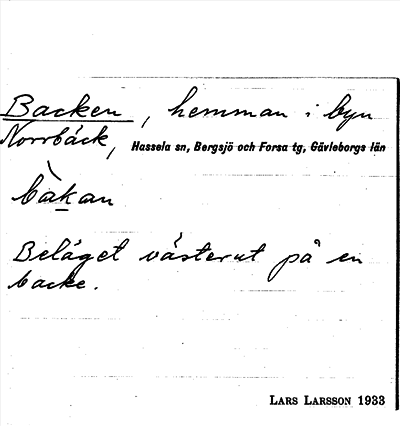 Backen, hemman i byn
Norrbäck, Hassela sn, Bergsjö och Forsa tg, Gävleborgs län
bàkan
Beläget västerut på en
backe.
LARS LARSSON 1933